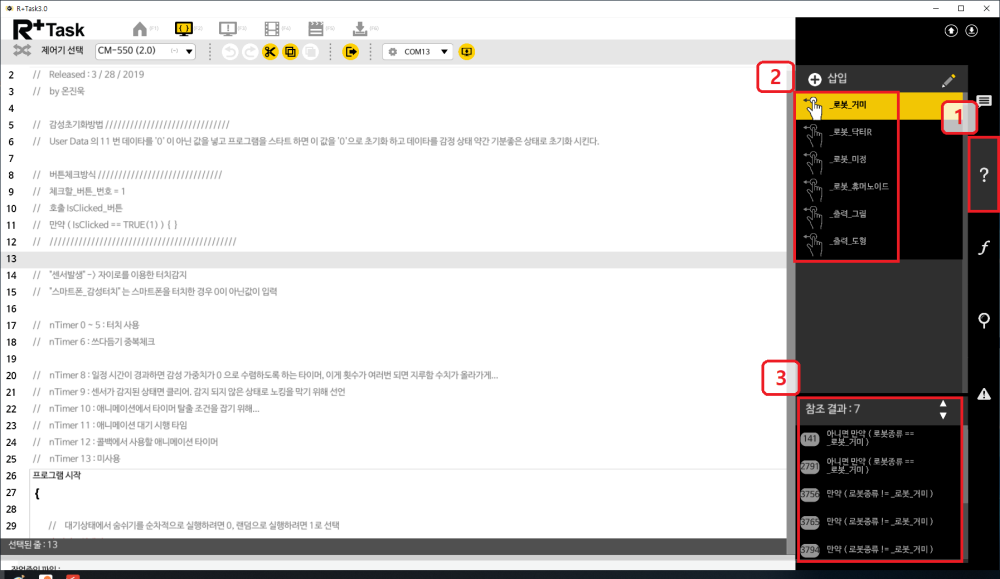 R+Task3.0
R+Task
(F1) (F2) (F3) (F4) (F5) (F6)
제어기 선택 CM-550 (2.0) (--) COM13
2 // Released : 3 / 28 / 2019
3 // by 온진욱
4
5 // 감성초기화방법 //////////////////////////////
6 // User Data 의 11 번 데이타를 '0' 이 아닌 값을 넣고 프로그램을 스타트 하면 이 값을 '0'으로 초기화 하고 데이타를 감정 상태 약간 기분좋은 상태로 초기화 시킨다.
7
8 // 버튼체크방식 //////////////////////////////
9 // 체크할_버튼_번호 = 1
10 // 호출 IsClicked_버튼
11 // 만약 ( IsClicked == TRUE(1) ) { }
12 // /////////////////////////////////////////////
13
14 // "센서발생" -> 자이로를 이용한 터치감지
15 // "스마트폰_감성터치" 는 스마트폰을 터치한 경우 0이 아닌값이 입력
16
17 // nTimer 0 ~ 5 : 터치 사용
18 // nTimer 6 : 쓰다듬기 중복체크
19
20 // nTimer 8 : 일정 시간이 경과하면 감성 가중치가 0 으로 수렴하도록 하는 타이머, 이게 횟수가 여러번 되면 지루함 수치가 올라가게...
21 // nTimer 9 : 센서가 감지된 상태면 클리어, 감지 되지 않은 상태로 노킹을 막기 위해 선언
22 // nTimer 10 : 애니메이션에서 타이머 탈출 조건을 잡기 위해...
23 // nTimer 11 : 애니메이션 대기 시행 타임
24 // nTimer 12 : 콜백에서 사용할 애니메이션 타이머
25 // nTimer 13 : 미사용
26 프로그램 시작
27 {
28
29 // 대기상태에서 숨쉬기를 순차적으로 실행하려면 0, 랜덤으로 실행하려면 1로 선택
선택된 줄 : 13
작업중인 파일 :
2
삽입
_로봇_거미
_로봇_닥터R
_로봇_미정
_로봇_휴머노이드
_출력_그림
_출력_도형
1
?
f
3
참조 결과 : 7
141 아니면 만약 ( 로봇종류 ==
_로봇_거미 )
2791 아니면 만약 ( 로봇종류 ==
_로봇_거미 )
3756 만약 ( 로봇종류 != _로봇_거미 )
3765 만약 ( 로봇종류 != _로봇_거미 )
3794 만약 ( 로봇종류 != _로봇_거미 )